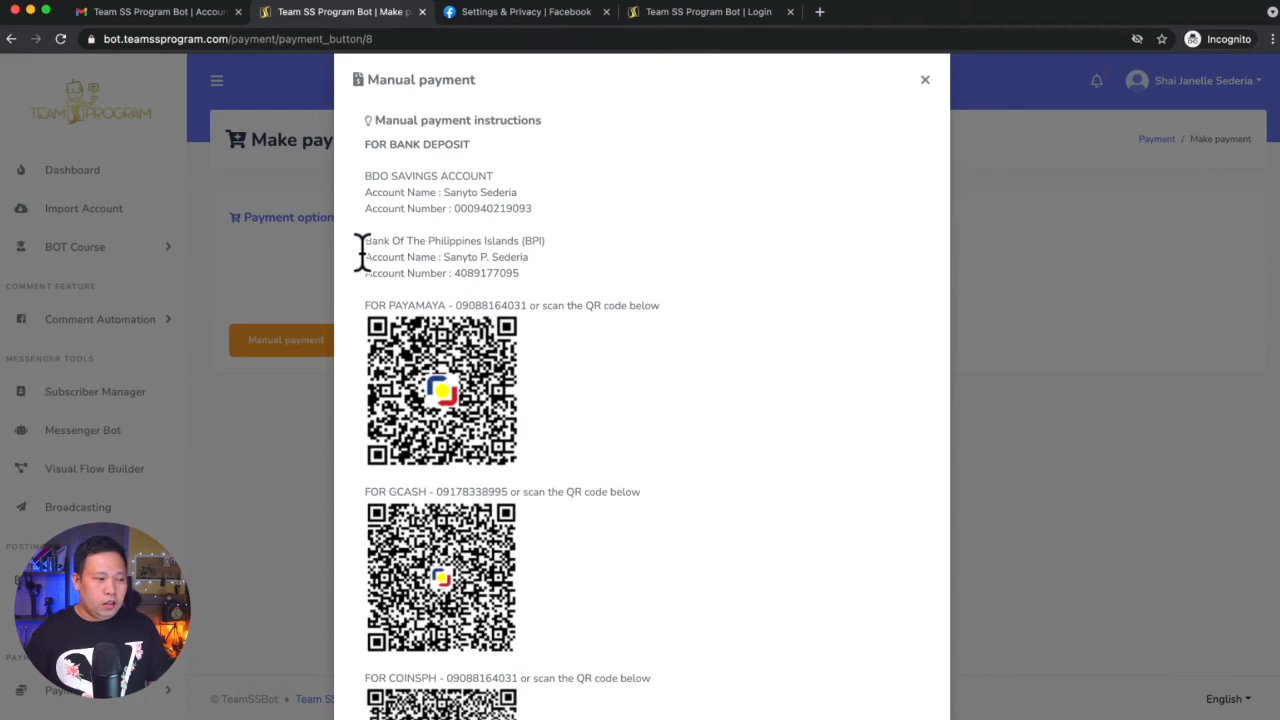 Team SS Program Bot | Accoun
Team SS Program Bot | Make p
Settings & Privacy | Facebook
Team SS Program Bot | Login
bot.teamssprogram.com/payment/payment_button/8
Incognito
TEAM PROGRAM
Shai Janelle Sederia
Manual payment
Manual payment instructions
FOR BANK DEPOSIT
BDO SAVINGS ACCOUNT
Account Name : Sanyto Sederia
Account Number : 000940219093
Bank Of The Philippines Islands (BPI)
Account Name : Sanyto P. Sederia
Account Number : 4089177095
FOR PAYAMAYA - 09088164031 or scan the QR code below
FOR GCASH - 09178338995 or scan the QR code below
FOR COINSPH - 09088164031 or scan the QR code below
Make pay
Payment / Make payment
Payment option
Manual payment
Dashboard
Import Account
BOT Course
COMMENT FEATURE
Comment Automation
MESSENGER TOOLS
Subscriber Manager
Messenger Bot
Visual Flow Builder
Broadcasting
POSTIN
PAY
Pay
© TeamSSBot • Team S
English